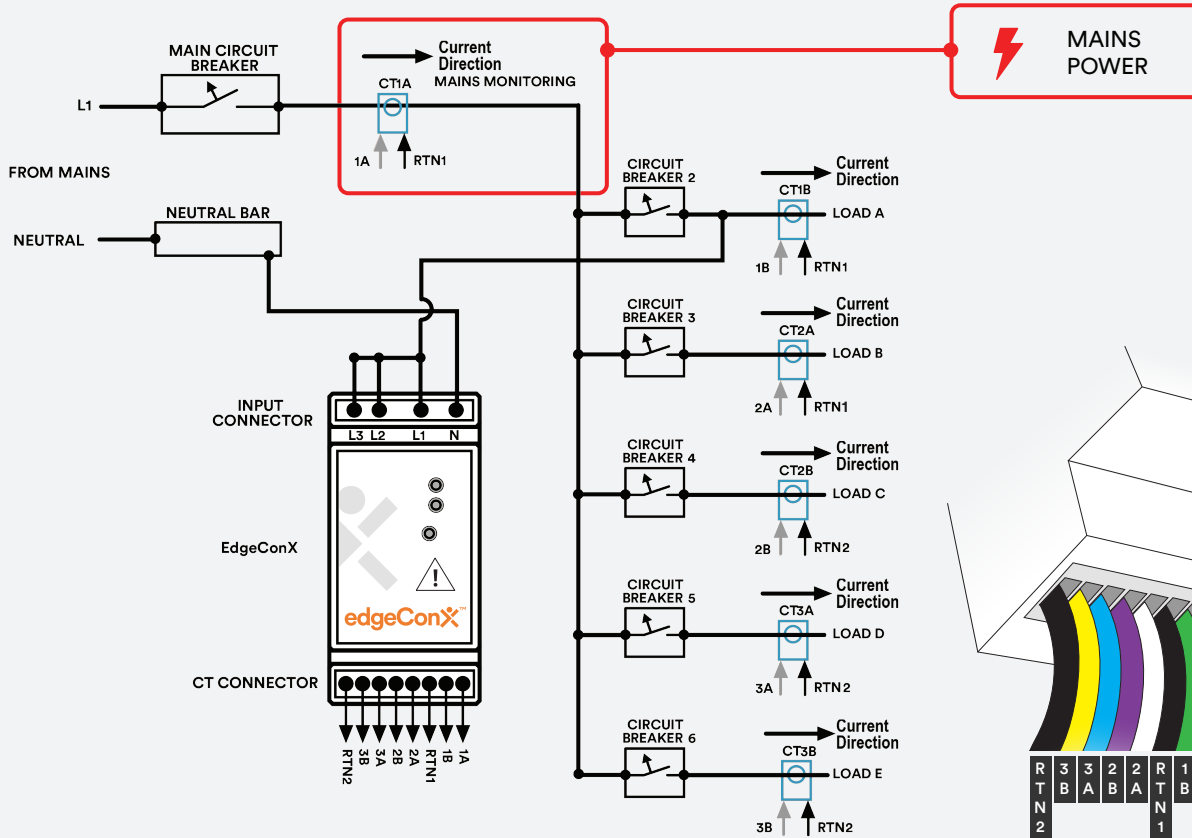 MAIN CIRCUIT
BREAKER
L1
FROM MAINS
NEUTRAL BAR
NEUTRAL
Current
Direction
MAINS MONITORING
CT1A
1A
RTN1
MAINS
POWER
CIRCUIT
BREAKER 2
Current
Direction
CT1B
LOAD A
1B
RTN1
CIRCUIT
BREAKER 3
Current
Direction
CT2A
LOAD B
2A
RTN1
CIRCUIT
BREAKER 4
Current
Direction
CT2B
LOAD C
2B
RTN2
CIRCUIT
BREAKER 5
Current
Direction
CT3A
LOAD D
3A
RTN2
CIRCUIT
BREAKER 6
Current
Direction
CT3B
LOAD E
3B
RTN2
INPUT
CONNECTOR
L3 L2 L1 N
EdgeConX
!
edgeConX™
CT CONNECTOR
RTN2 3B 3A 2B 2A RTN1 1B 1A
RTN2 3B 3A 2B 2A RTN1 1B